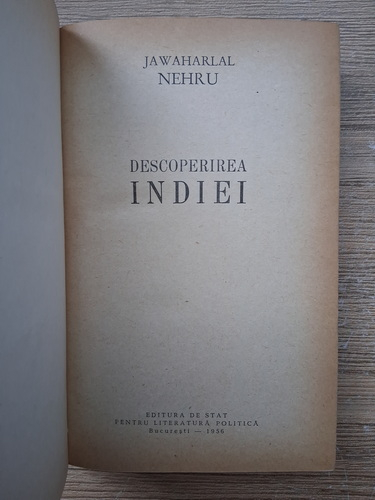 JAWAHARLAL
NEHRU
DESCOPERIREA
INDIEI
EDITURA DE STAT
PENTRU LITERATURĂ POLITICĂ
București — 1956